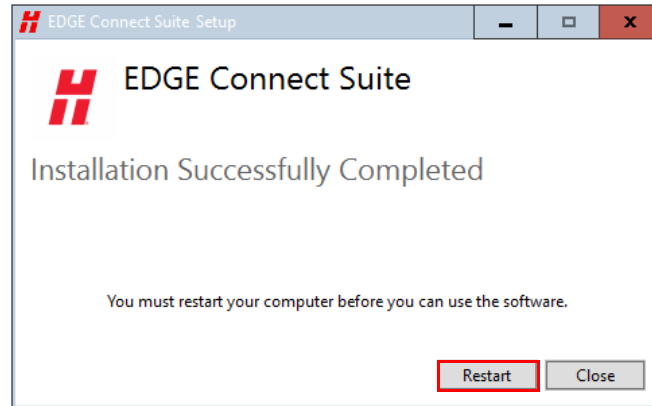 EDGE Connect Suite Setup
EDGE Connect Suite
Installation Successfully Completed
You must restart your computer before you can use the software.
Restart Close